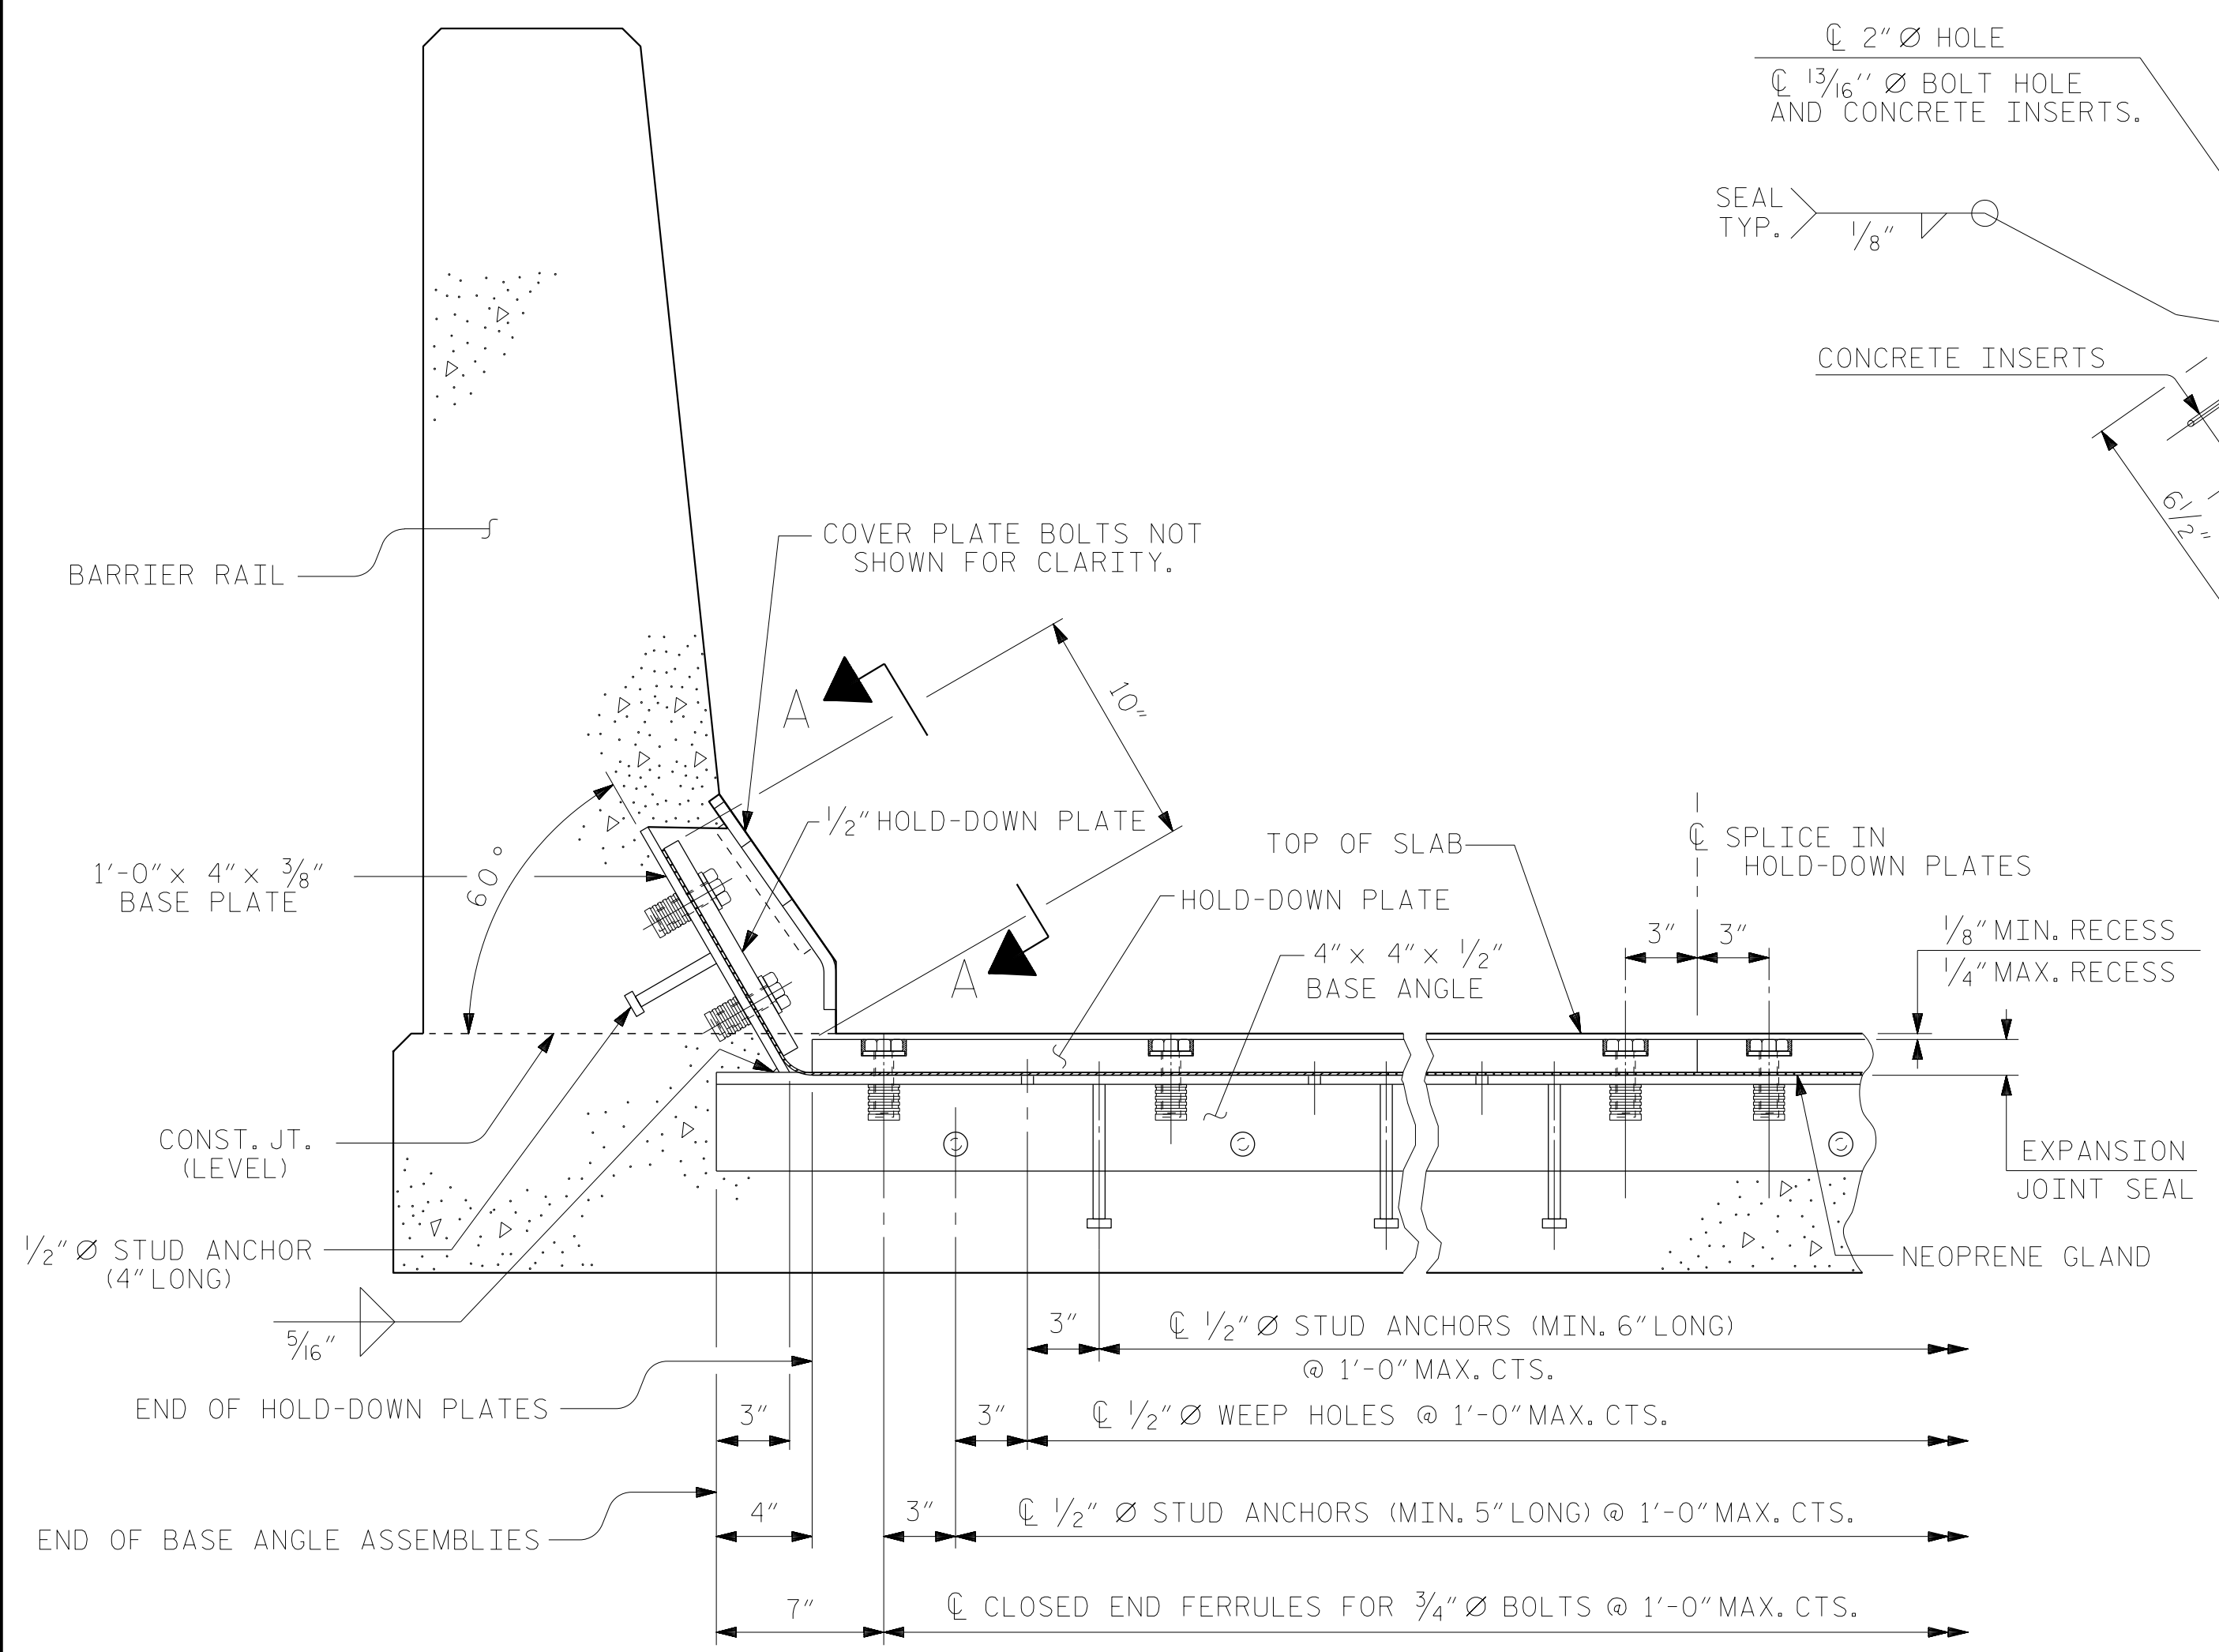 ℄ 2" Ø HOLE
℄ 13/16" Ø BOLT HOLE
AND CONCRETE INSERTS.
SEAL
TYP.
1/8"
CONCRETE INSERTS
6 1/2"
BARRIER RAIL
COVER PLATE BOLTS NOT
SHOWN FOR CLARITY.
A
10"
1/2" HOLD-DOWN PLATE
1'-0" x 4" x 3/8"
BASE PLATE
60°
TOP OF SLAB
℄ SPLICE IN
HOLD-DOWN PLATES
HOLD-DOWN PLATE
3"
3"
1/8" MIN. RECESS
1/4" MAX. RECESS
A
4" x 4" x 1/2"
BASE ANGLE
CONST. JT.
(LEVEL)
EXPANSION
JOINT SEAL
1/2" Ø STUD ANCHOR
(4" LONG)
NEOPRENE GLAND
5/16"
3"
℄ 1/2" Ø STUD ANCHORS (MIN. 6" LONG)
@ 1'-0" MAX. CTS.
END OF HOLD-DOWN PLATES
3"
3"
℄ 1/2" Ø WEEP HOLES @ 1'-0" MAX. CTS.
END OF BASE ANGLE ASSEMBLIES
4"
3"
℄ 1/2" Ø STUD ANCHORS (MIN. 5" LONG) @ 1'-0" MAX. CTS.
7"
℄ CLOSED END FERRULES FOR 3/4" Ø BOLTS @ 1'-0" MAX. CTS.